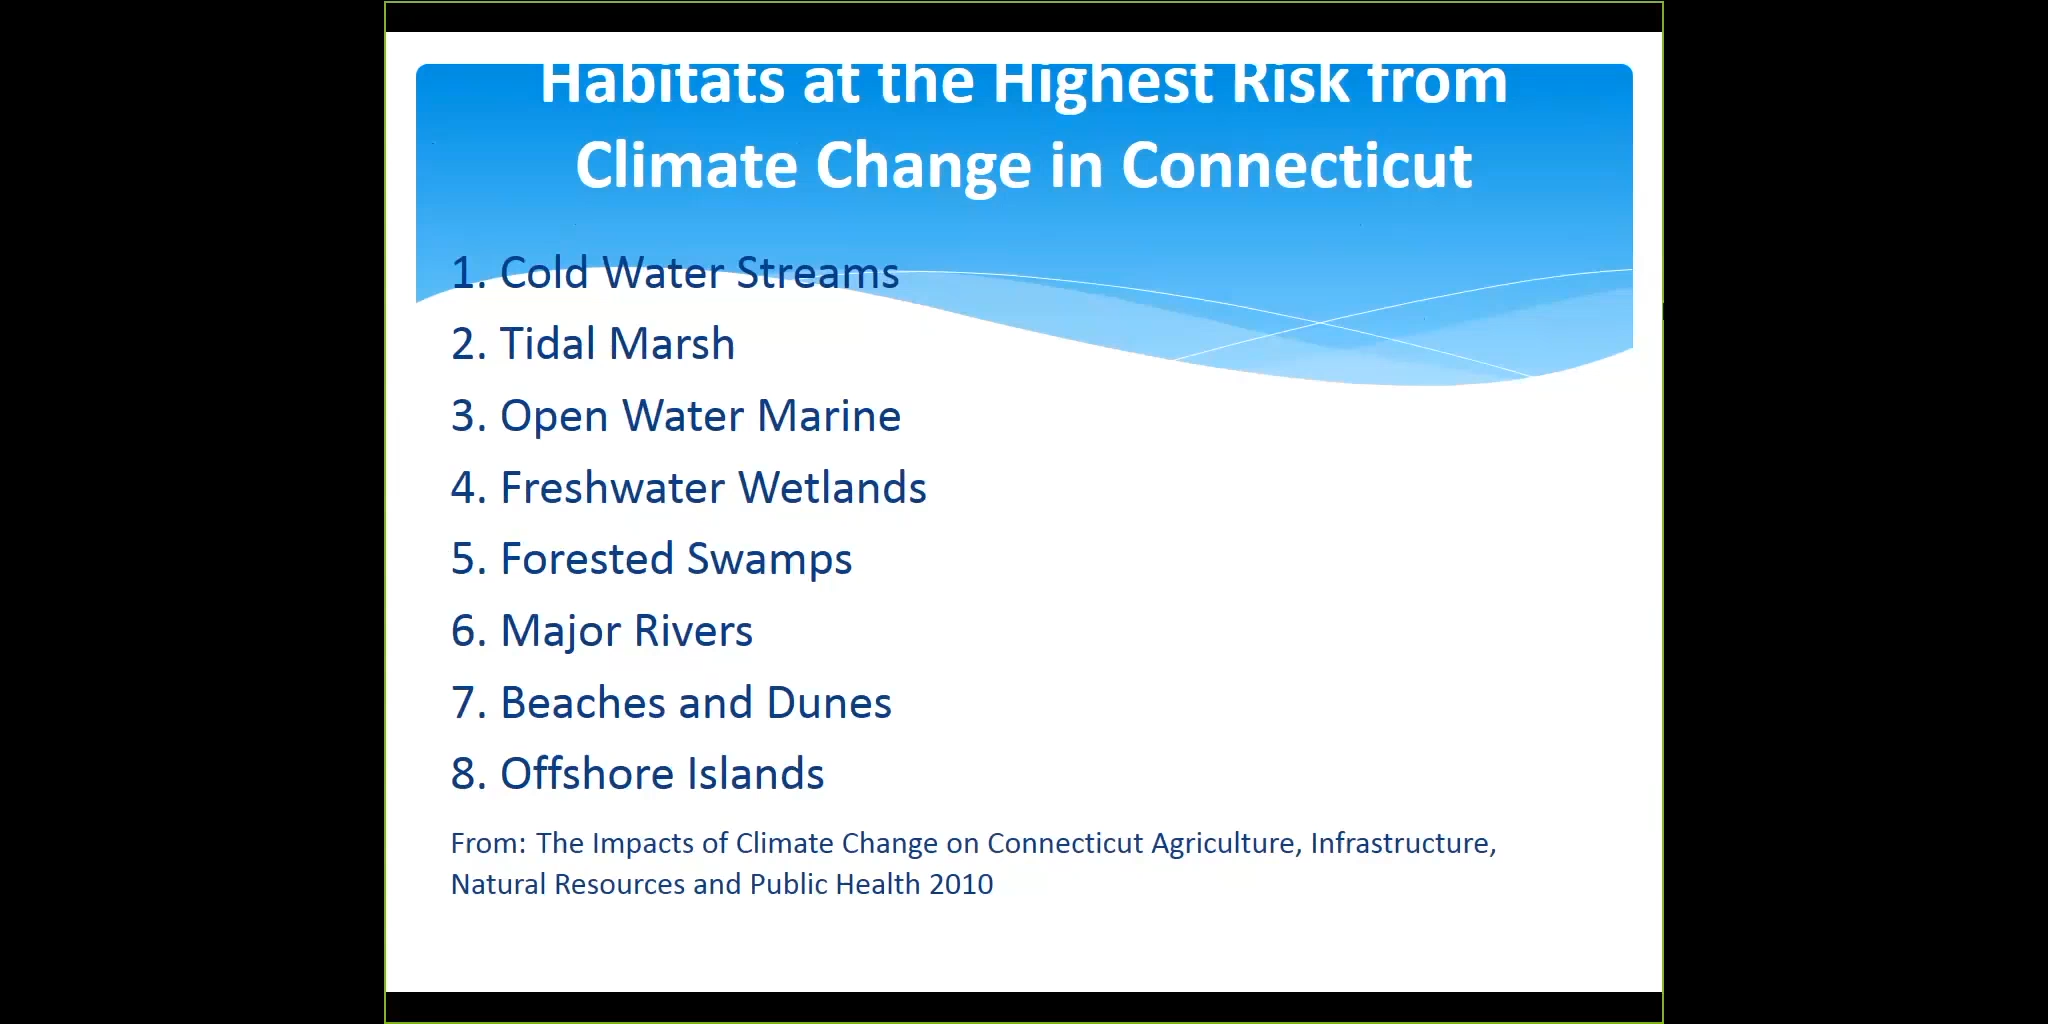 Habitats at the Highest Risk from
Climate Change in Connecticut
1. Cold Water Streams
2. Tidal Marsh
3. Open Water Marine
4. Freshwater Wetlands
5. Forested Swamps
6. Major Rivers
7. Beaches and Dunes
8. Offshore Islands
From: The Impacts of Climate Change on Connecticut Agriculture, Infrastructure,
Natural Resources and Public Health 2010